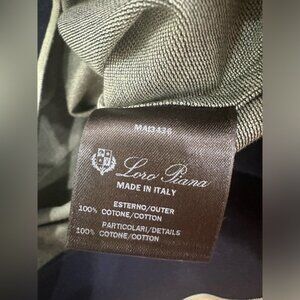 MAI3436
Loro Piana
MADE IN ITALY
ESTERNO/OUTER
100% COTONE/COTTON
PARTICOLARI/DETAILS
100% COTONE/COTTON